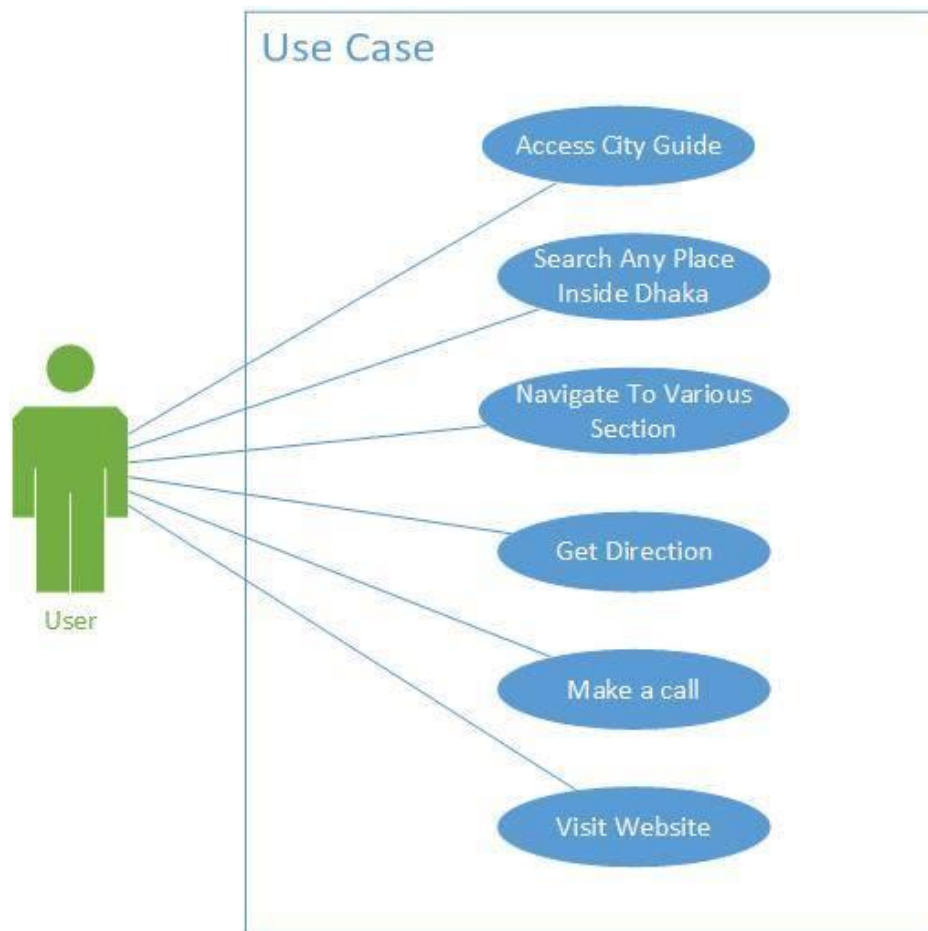 Use Case
Access City Guide
Search Any Place
Inside Dhaka
Navigate To Various
Section
Get Direction
User
Make a call
Visit Website